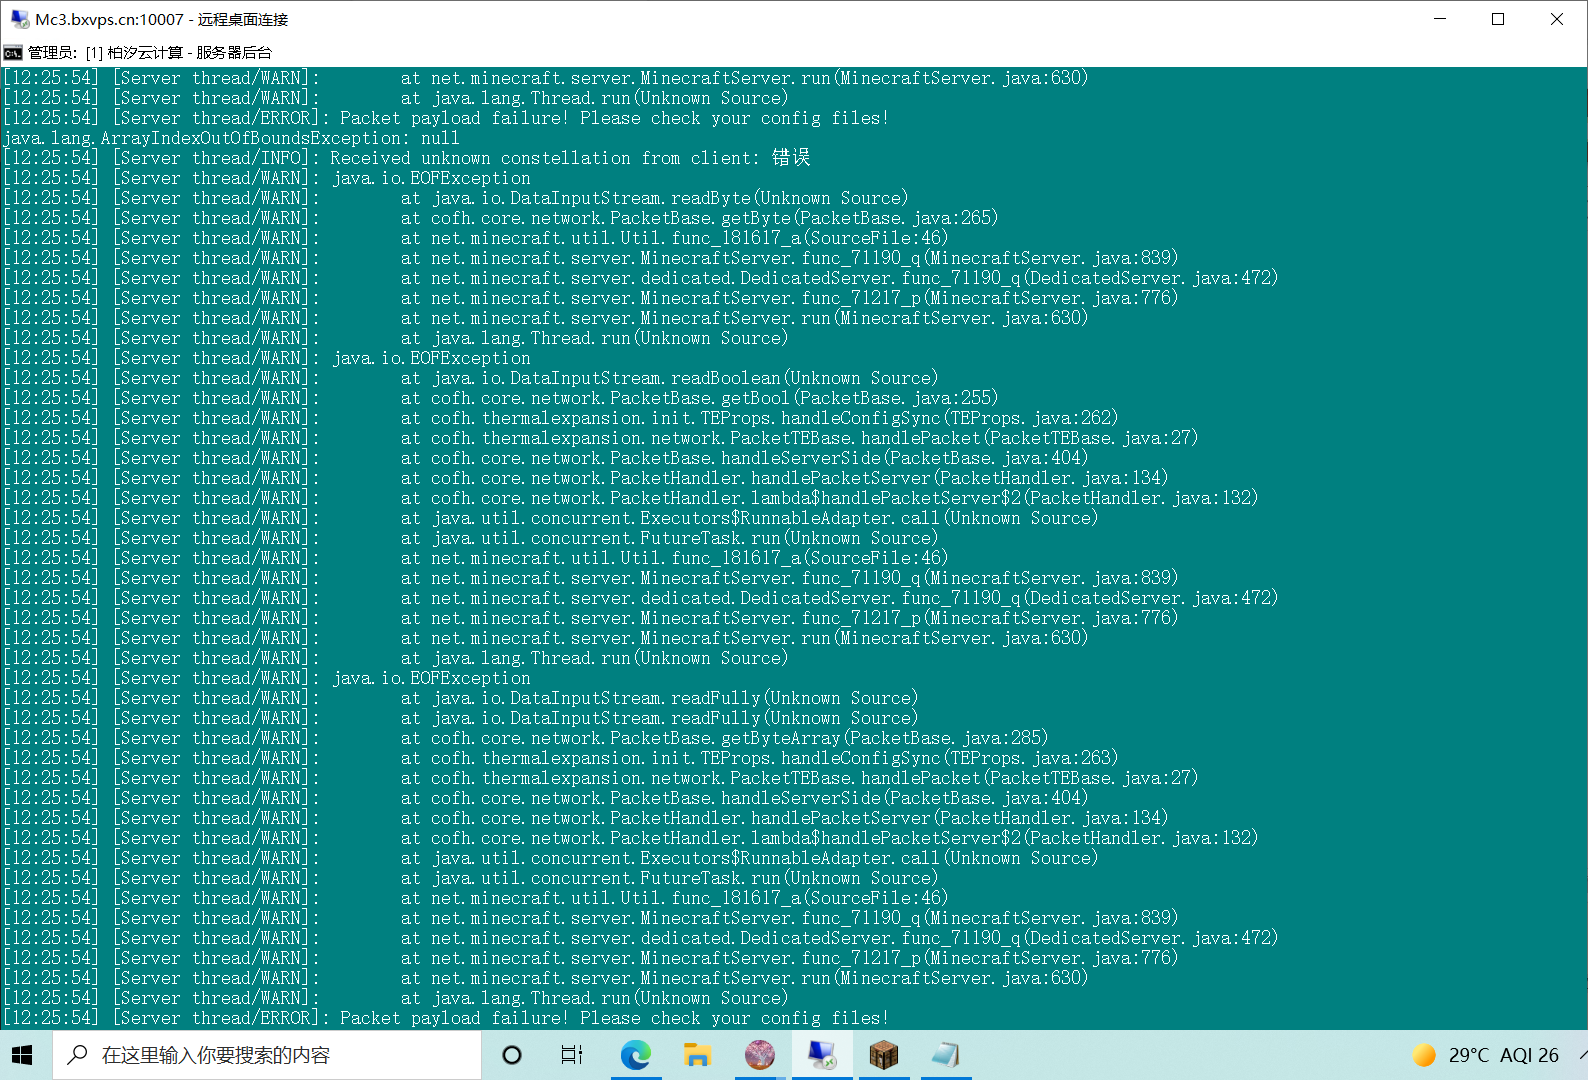 Mc3.bxvps.cn:10007 - 远程桌面连接
管理员: [1] 柏汐云计算 - 服务器后台
[12:25:54] [Server thread/WARN]: at net.minecraft.server.MinecraftServer.run(MinecraftServer.java:630)
[12:25:54] [Server thread/WARN]: at java.lang.Thread.run(Unknown Source)
[12:25:54] [Server thread/ERROR]: Packet payload failure! Please check your config files!
java.lang.ArrayIndexOutOfBoundsException: null
[12:25:54] [Server thread/INFO]: Received unknown constellation from client: 错误
[12:25:54] [Server thread/WARN]: java.io.EOFException
[12:25:54] [Server thread/WARN]: at java.io.DataInputStream.readByte(Unknown Source)
[12:25:54] [Server thread/WARN]: at cofh.core.network.PacketBase.getByte(PacketBase.java:265)
[12:25:54] [Server thread/WARN]: at net.minecraft.util.Util.func_181617_a(SourceFile:46)
[12:25:54] [Server thread/WARN]: at net.minecraft.server.MinecraftServer.func_71190_q(MinecraftServer.java:839)
[12:25:54] [Server thread/WARN]: at net.minecraft.server.dedicated.DedicatedServer.func_71190_q(DedicatedServer.java:472)
[12:25:54] [Server thread/WARN]: at net.minecraft.server.MinecraftServer.func_71217_p(MinecraftServer.java:776)
[12:25:54] [Server thread/WARN]: at net.minecraft.server.MinecraftServer.run(MinecraftServer.java:630)
[12:25:54] [Server thread/WARN]: at java.lang.Thread.run(Unknown Source)
[12:25:54] [Server thread/WARN]: java.io.EOFException
[12:25:54] [Server thread/WARN]: at java.io.DataInputStream.readBoolean(Unknown Source)
[12:25:54] [Server thread/WARN]: at cofh.core.network.PacketBase.getBool(PacketBase.java:255)
[12:25:54] [Server thread/WARN]: at cofh.thermalexpansion.init.TEProps.handleConfigSync(TEProps.java:262)
[12:25:54] [Server thread/WARN]: at cofh.thermalexpansion.network.PacketTEBase.handlePacket(PacketTEBase.java:27)
[12:25:54] [Server thread/WARN]: at cofh.core.network.PacketBase.handleServerSide(PacketBase.java:404)
[12:25:54] [Server thread/WARN]: at cofh.core.network.PacketHandler.handlePacketServer(PacketHandler.java:134)
[12:25:54] [Server thread/WARN]: at cofh.core.network.PacketHandler.lambda$handlePacketServer$2(PacketHandler.java:132)
[12:25:54] [Server thread/WARN]: at java.util.concurrent.Executors$RunnableAdapter.call(Unknown Source)
[12:25:54] [Server thread/WARN]: at java.util.concurrent.FutureTask.run(Unknown Source)
[12:25:54] [Server thread/WARN]: at net.minecraft.util.Util.func_181617_a(SourceFile:46)
[12:25:54] [Server thread/WARN]: at net.minecraft.server.MinecraftServer.func_71190_q(MinecraftServer.java:839)
[12:25:54] [Server thread/WARN]: at net.minecraft.server.dedicated.DedicatedServer.func_71190_q(DedicatedServer.java:472)
[12:25:54] [Server thread/WARN]: at net.minecraft.server.MinecraftServer.func_71217_p(MinecraftServer.java:776)
[12:25:54] [Server thread/WARN]: at net.minecraft.server.MinecraftServer.run(MinecraftServer.java:630)
[12:25:54] [Server thread/WARN]: at java.lang.Thread.run(Unknown Source)
[12:25:54] [Server thread/WARN]: java.io.EOFException
[12:25:54] [Server thread/WARN]: at java.io.DataInputStream.readFully(Unknown Source)
[12:25:54] [Server thread/WARN]: at java.io.DataInputStream.readFully(Unknown Source)
[12:25:54] [Server thread/WARN]: at cofh.core.network.PacketBase.getByteArray(PacketBase.java:285)
[12:25:54] [Server thread/WARN]: at cofh.thermalexpansion.init.TEProps.handleConfigSync(TEProps.java:263)
[12:25:54] [Server thread/WARN]: at cofh.thermalexpansion.network.PacketTEBase.handlePacket(PacketTEBase.java:27)
[12:25:54] [Server thread/WARN]: at cofh.core.network.PacketBase.handleServerSide(PacketBase.java:404)
[12:25:54] [Server thread/WARN]: at cofh.core.network.PacketHandler.handlePacketServer(PacketHandler.java:134)
[12:25:54] [Server thread/WARN]: at cofh.core.network.PacketHandler.lambda$handlePacketServer$2(PacketHandler.java:132)
[12:25:54] [Server thread/WARN]: at java.util.concurrent.Executors$RunnableAdapter.call(Unknown Source)
[12:25:54] [Server thread/WARN]: at java.util.concurrent.FutureTask.run(Unknown Source)
[12:25:54] [Server thread/WARN]: at net.minecraft.util.Util.func_181617_a(SourceFile:46)
[12:25:54] [Server thread/WARN]: at net.minecraft.server.MinecraftServer.func_71190_q(MinecraftServer.java:839)
[12:25:54] [Server thread/WARN]: at net.minecraft.server.dedicated.DedicatedServer.func_71190_q(DedicatedServer.java:472)
[12:25:54] [Server thread/WARN]: at net.minecraft.server.MinecraftServer.func_71217_p(MinecraftServer.java:776)
[12:25:54] [Server thread/WARN]: at net.minecraft.server.MinecraftServer.run(MinecraftServer.java:630)
[12:25:54] [Server thread/WARN]: at java.lang.Thread.run(Unknown Source)
[12:25:54] [Server thread/ERROR]: Packet payload failure! Please check your config files!
在这里输入你要搜索的内容
29°C AQI 26